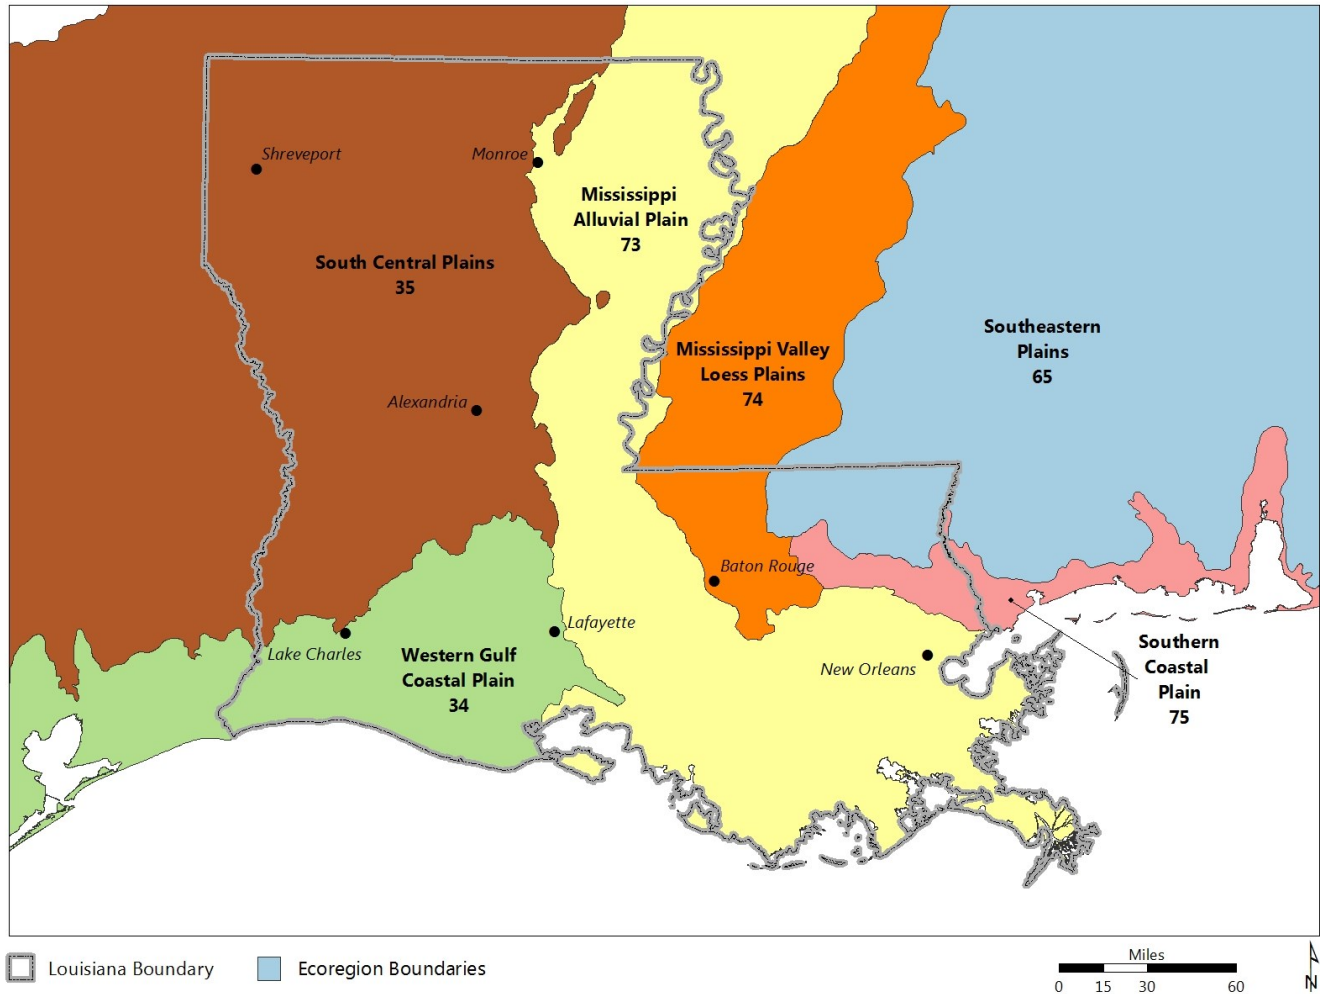 Shreveport
Monroe
Mississippi
Alluvial Plain
73
South Central Plains
35
Southeastern
Plains
65
Mississippi Valley
Loess Plains
74
Alexandria
Baton Rouge
Lafayette
Lake Charles
Western Gulf
Coastal Plain
34
New Orleans
Southern
Coastal
Plain
75
Louisiana Boundary
Ecoregion Boundaries
Miles
0 15 30 60
N